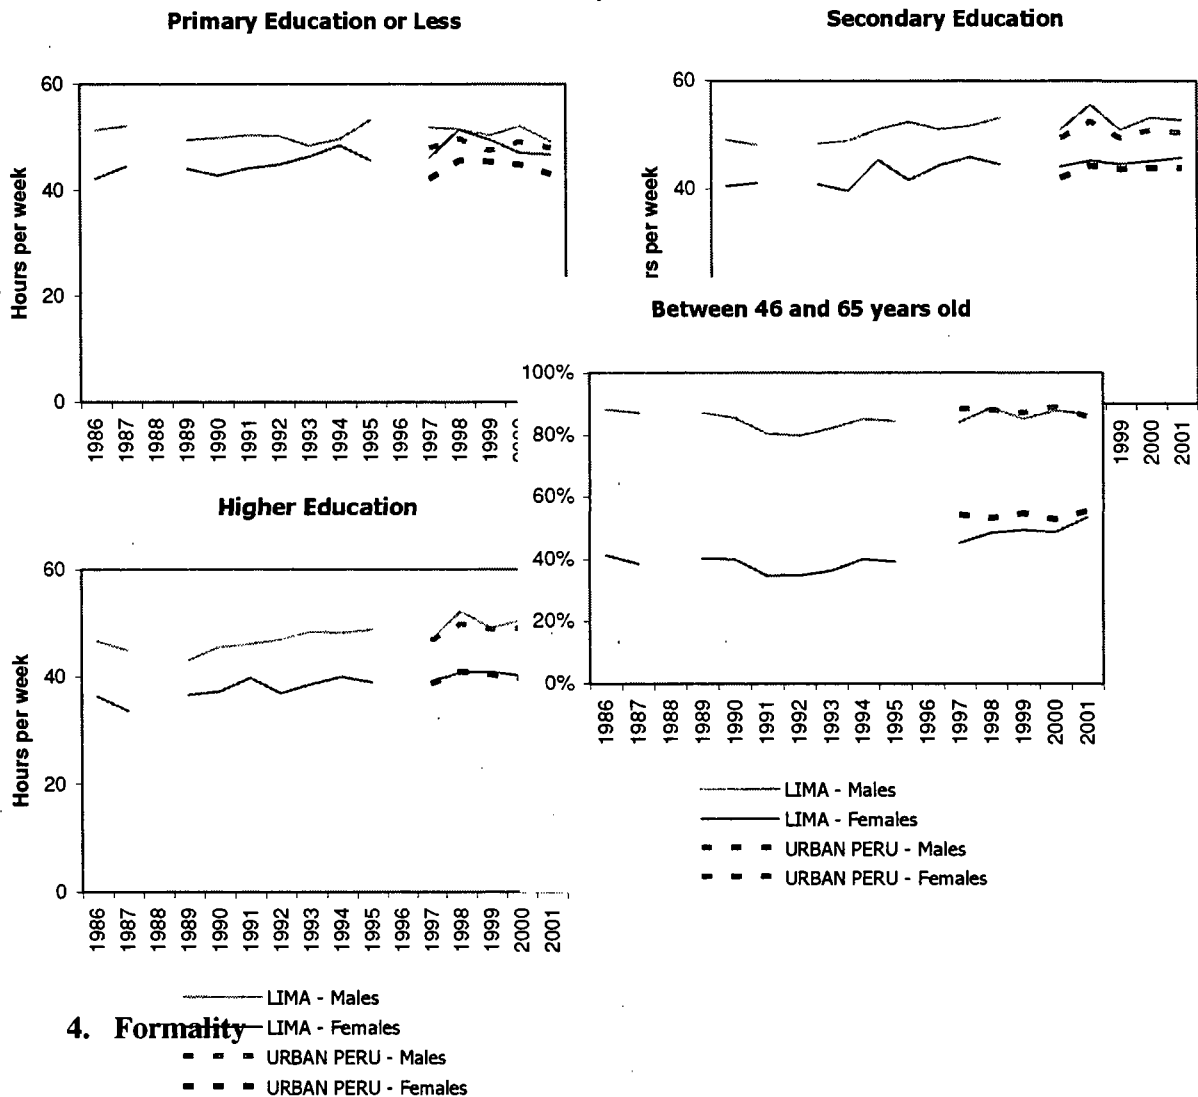 Primary Education or Less
60
40
20
0
Hours per week
1986 1987 1988 1989 1990 1991 1992 1993 1994 1995 1996 1997 1998 1999
Secondary Education
60
40
rs per week
1999 2000 2001
Between 46 and 65 years old
100%
80%
60%
40%
20%
0%
1986 1987 1988 1989 1990 1991 1992 1993 1994 1995 1996 1997 1998 1999 2000 2001
LIMA - Males
LIMA - Females
URBAN PERU - Males
URBAN PERU - Females
Higher Education
60
40
20
0
Hours per week
1986 1987 1988 1989 1990 1991 1992 1993 1994 1995 1996 1997 1998 1999 2000 2001
LIMA - Males
4. Formality
LIMA - Females
URBAN PERU - Males
URBAN PERU - Females